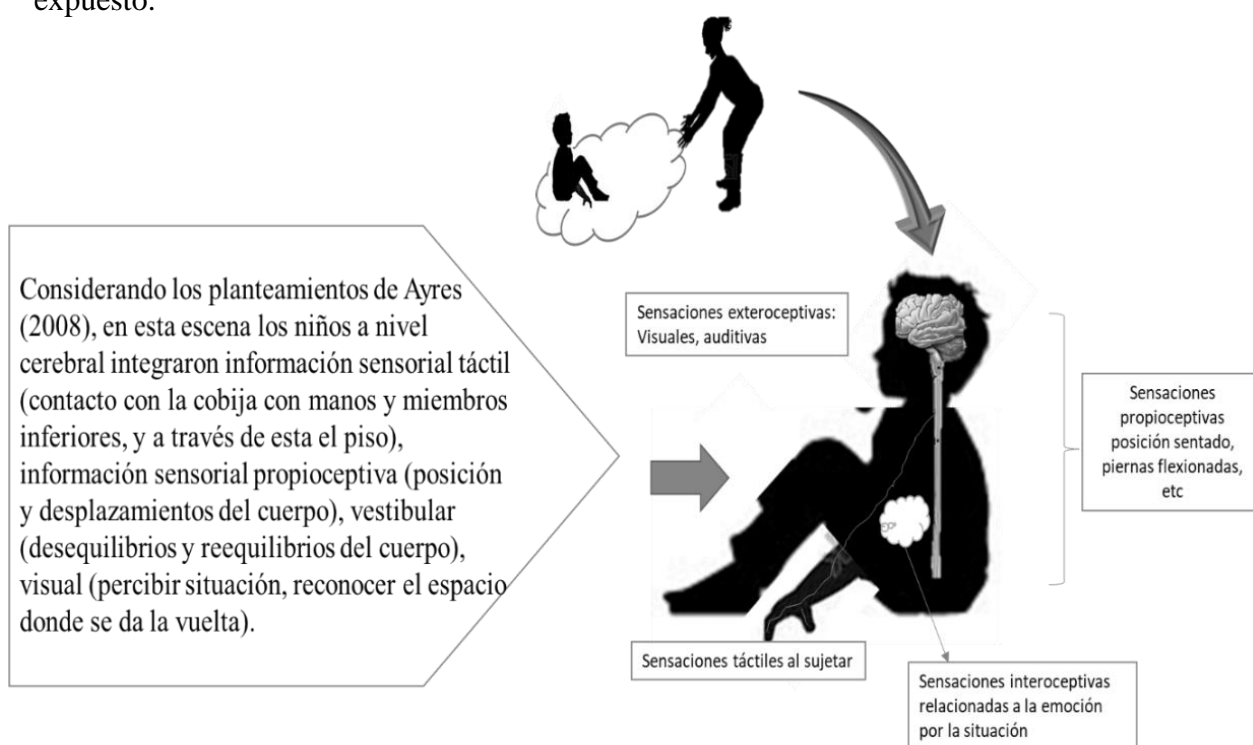 expuesto.
Considerando los planteamientos de Ayres
(2008), en esta escena los niños a nivel
cerebral integraron información sensorial táctil
(contacto con la cobija con manos y miembros
inferiores, y a través de esta el piso),
información sensorial propioceptiva (posición
y desplazamientos del cuerpo), vestibular
(desequilibrios y reequilibrios del cuerpo),
visual (percibir situación, reconocer el espacio
donde se da la vuelta).
Sensaciones exteroceptivas:
Visuales, auditivas
Sensaciones
propioceptivas
posición sentado,
piernas flexionadas,
etc
Sensaciones táctiles al sujetar
Sensaciones interoceptivas
relacionadas a la emoción
por la situación